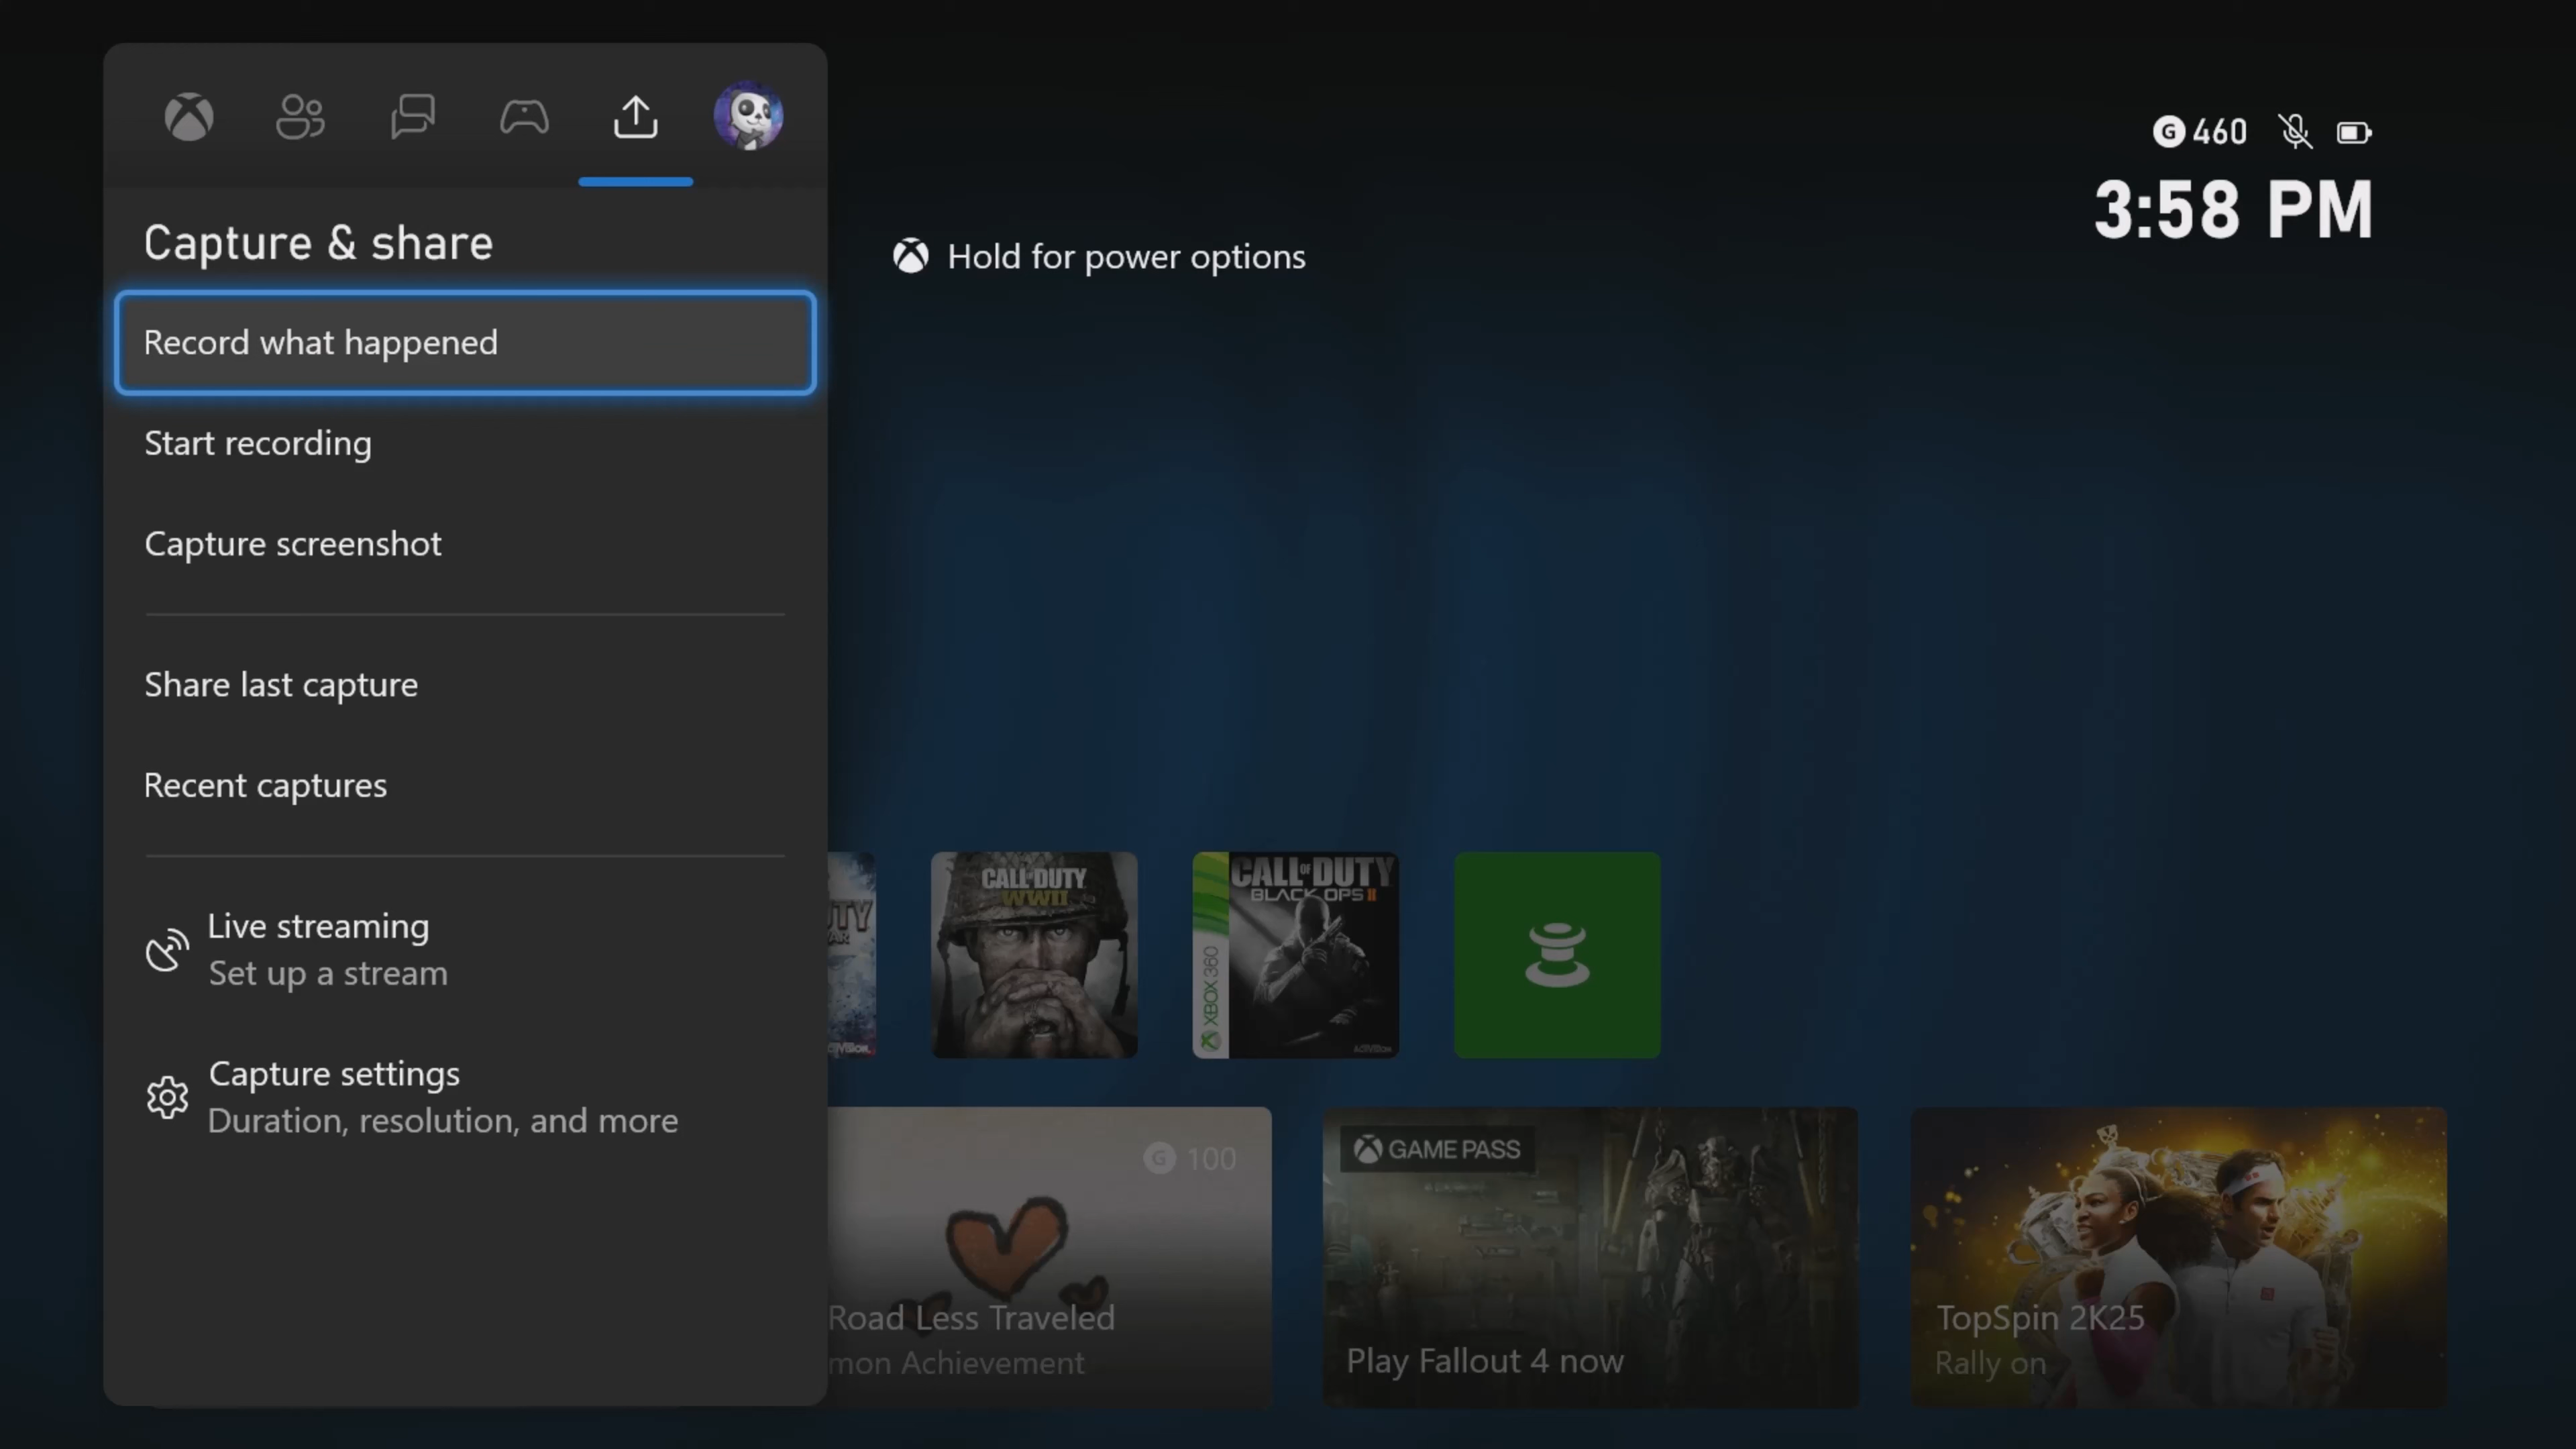 G 460
3:58 PM
Capture & share
Hold for power options
Record what happened
Start recording
Capture screenshot
Share last capture
Recent captures
Live streaming
Set up a stream
Capture settings
Duration, resolution, and more
CALL OF DUTY
WWII
XBOX 360
CALL OF DUTY
BLACK OPS II
ACTIVISION
G 100
Road Less Traveled
mon Achievement
GAME PASS
Play Fallout 4 now
TopSpin 2K25
Rally on